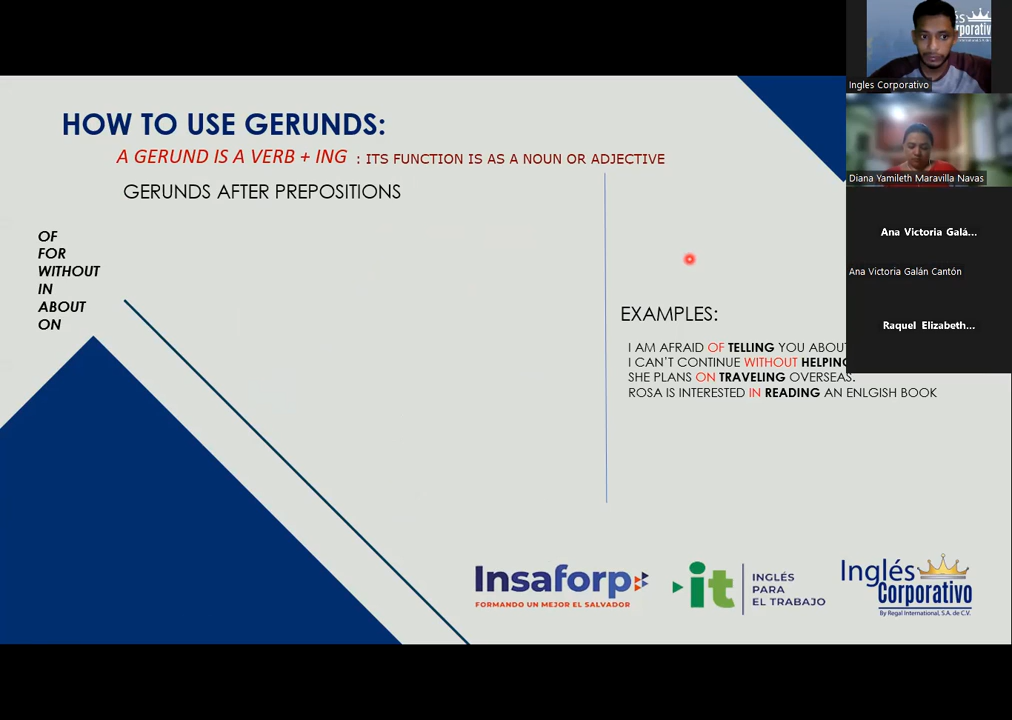 HOW TO USE GERUNDS:
A GERUND IS A VERB + ING : ITS FUNCTION IS AS A NOUN OR ADJECTIVE
GERUNDS AFTER PREPOSITIONS
OF
FOR
WITHOUT
IN
ABOUT
ON
EXAMPLES:
I AM AFRAID OF TELLING YOU ABOUT
I CAN'T CONTINUE WITHOUT HELPING
SHE PLANS ON TRAVELING OVERSEAS.
ROSA IS INTERESTED IN READING AN ENLGISH BOOK
Insaforp
FORMANDO UN MEJOR EL SALVADOR
it
INGLÉS
PARA
EL TRABAJO
Inglés
Corporativo
By Regal International, S.A. de C.V.
Ingles Corporativo
Diana Yamileth Maravilla Navas
Ana Victoria Galá...
Ana Victoria Galán Cantón
Raquel Elizabeth...